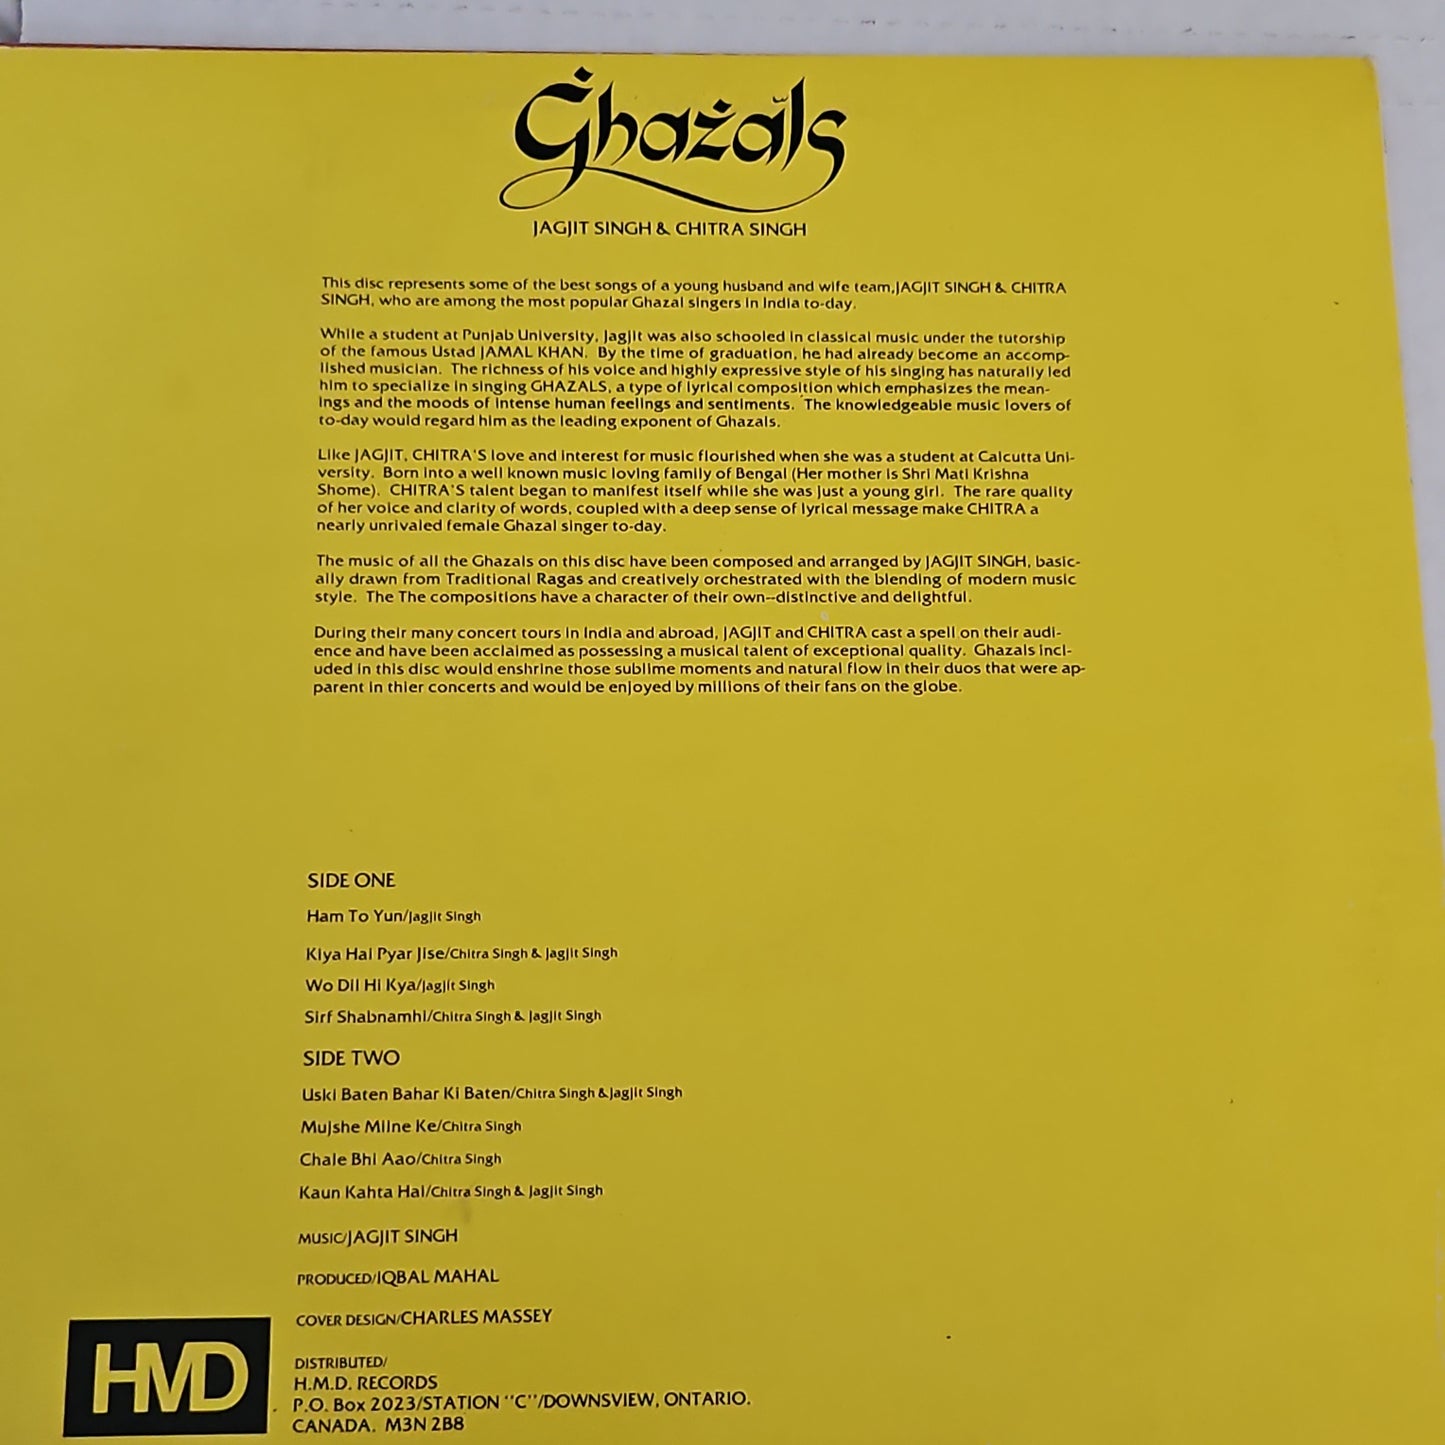 Ghazals
JAGJIT SINGH & CHITRA SINGH
This disc represents some of the best songs of a young husband and wife team,JAGJIT SINGH & CHITRA
SINGH, who are among the most popular Ghazal singers in India to-day.
While a student at Punjab University, Jagjit was also schooled in classical music under the tutorship
of the famous Ustad JAMAL KHAN. By the time of graduation, he had already become an accomp-
lished musician. The richness of his voice and highly expressive style of his singing has naturally led
him to specialize in singing GHAZALS, a type of lyrical composition which emphasizes the mean-
ings and the moods of intense human feelings and sentiments. The knowledgeable music lovers of
to-day would regard him as the leading exponent of Ghazals.
Like JAGJIT, CHITRA'S love and interest for music flourished when she was a student at Calcutta Uni-
versity. Born into a well known music loving family of Bengal (Her mother is Shri Mati Krishna
Shome). CHITRA'S talent began to manifest itself while she was just a young girl. The rare quality
of her voice and clarity of words, coupled with a deep sense of lyrical message make CHITRA a
nearly unrivaled female Ghazal singer to-day.
The music of all the Ghazals on this disc have been composed and arranged by JAGJIT SINGH, basic-
ally drawn from Traditional Ragas and creatively orchestrated with the blending of modern music
style. The The compositions have a character of their own--distinctive and delightful.
During their many concert tours in India and abroad, JAGJIT and CHITRA cast a spell on their audi-
ence and have been acclaimed as possessing a musical talent of exceptional quality. Ghazals incl-
uded in this disc would enshrine those sublime moments and natural flow in their duos that were ap-
parent in thier concerts and would be enjoyed by millions of their fans on the globe.
SIDE ONE
Ham To Yun/Jagjit Singh
Kiya Hai Pyar Jise/Chitra Singh & Jagjit Singh
Wo Dil Hi Kya/Jagjit Singh
Sirf Shabnamhi/Chitra Singh & Jagjit Singh
SIDE TWO
Uski Baten Bahar Ki Baten/Chitra Singh & Jagjit Singh
Mujshe Milne Ke/Chitra Singh
Chale Bhi Aao/Chitra Singh
Kaun Kahta Hai/Chitra Singh & Jagjit Singh
MUSIC/JAGJIT SINGH
PRODUCED/IQBAL MAHAL
COVER DESIGN/CHARLES MASSEY
HMD
DISTRIBUTED/
H.M.D. RECORDS
P.O. Box 2023/STATION "C"/DOWNSVIEW, ONTARIO.
CANADA. M3N 2B8